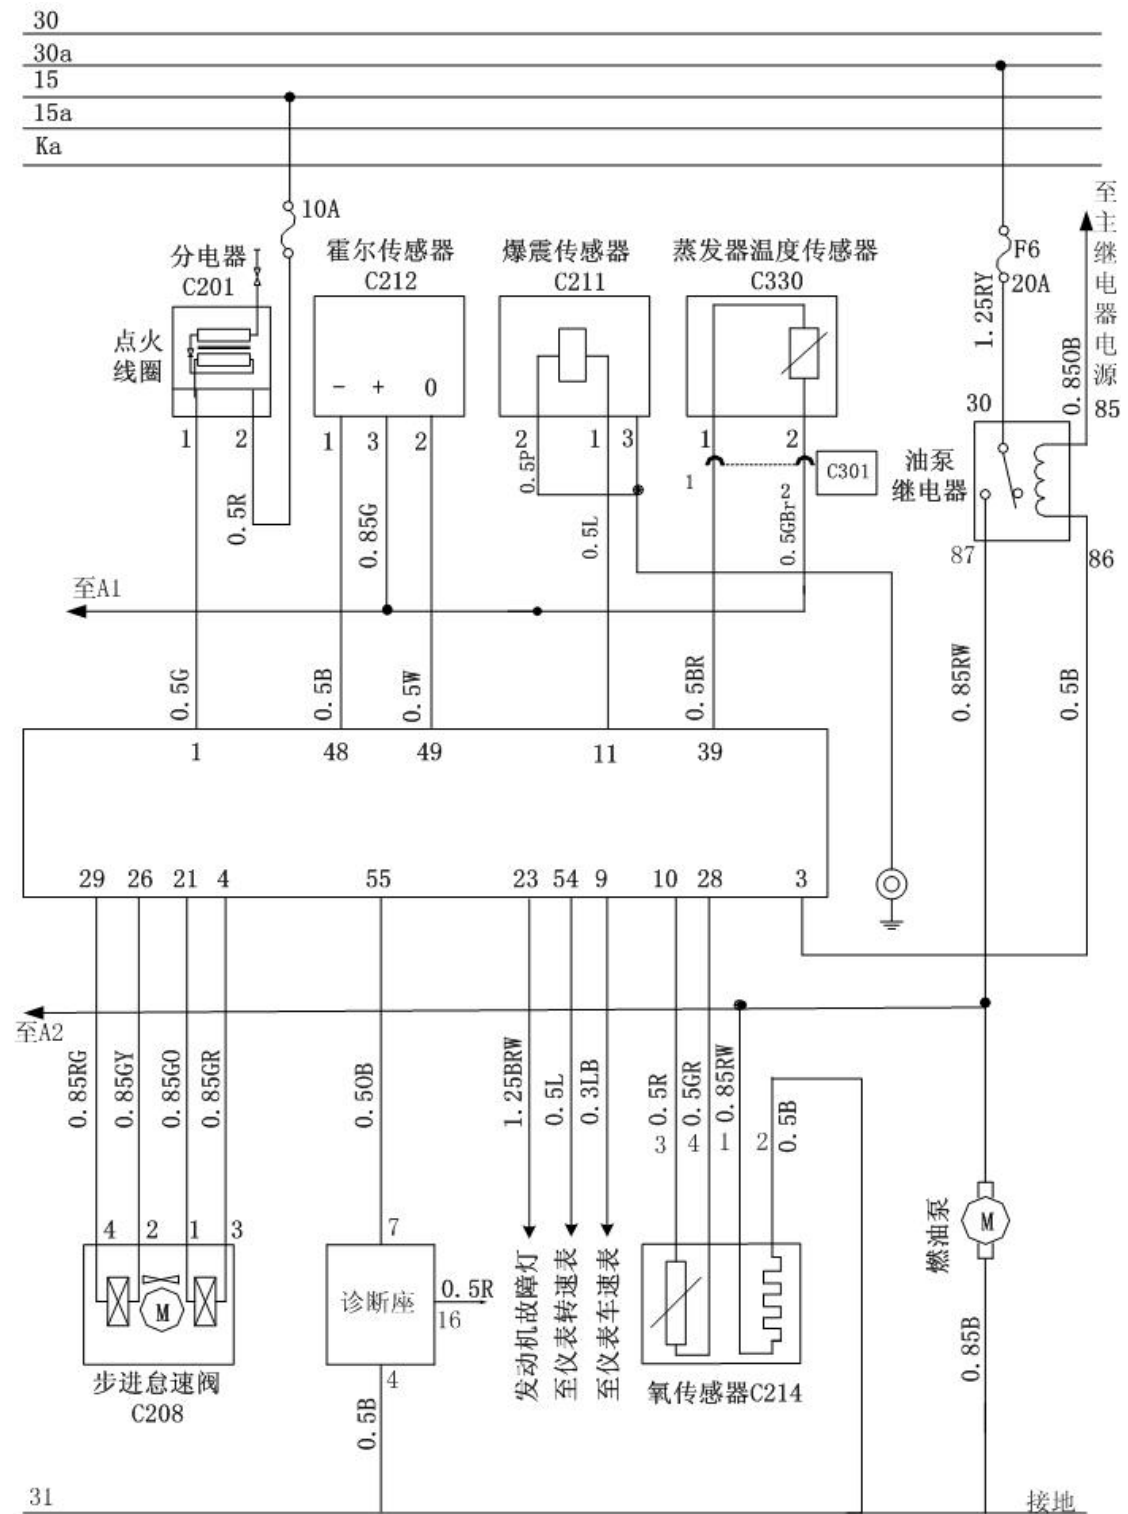 30
30a
15
15a
Ka
10A
分电器
C201
点火
线圈
1
2
霍尔传感器
C212
-
+
0
1
3
2
爆震传感器
C211
2
1
3
蒸发器温度传感器
C330
1
2
1
2
C301
F6
20A
1.25RY
至主继电器电源
0.85OB
30
85
油泵
继电器
87
86
0.5R
0.85G
0.5P
0.5L
0.5GBr
至A1
0.5G
0.5B
0.5W
0.5BR
0.85RW
0.5B
1
48
49
11
39
29
26
21
4
55
23
54
9
10
28
3
至A2
0.85RG
0.85GY
0.85GO
0.85GR
0.5OB
1.25BRW
0.5L
0.3LB
0.5R
0.5GR
0.85RW
0.5B
3
4
1
2
4
2
1
3
M
步进怠速阀
C208
7
诊断座
0.5R
16
4
0.5B
发动机故障灯
至仪表转速表
至仪表车速表
氧传感器C214
燃油泵
M
0.85B
31
接地